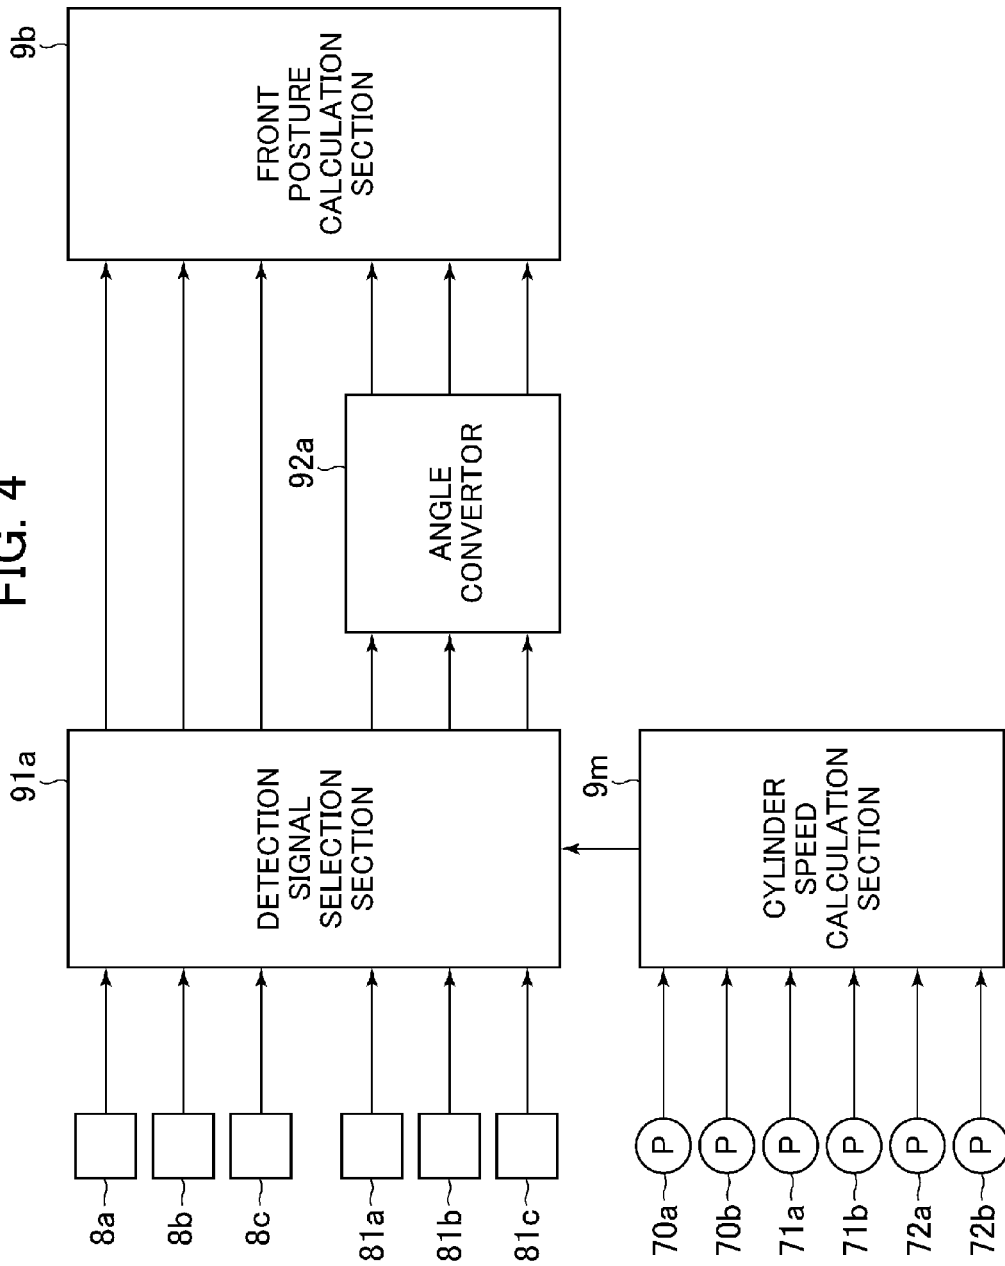 FIG. 4
8a
8b
8c
81a
81b
81c
91a
DETECTION
SIGNAL
SELECTION
SECTION
92a
ANGLE
CONVERTOR
9b
FRONT
POSTURE
CALCULATION
SECTION
70a
P
70b
P
71a
P
71b
P
72a
P
72b
P
9m
CYLINDER
SPEED
CALCULATION
SECTION